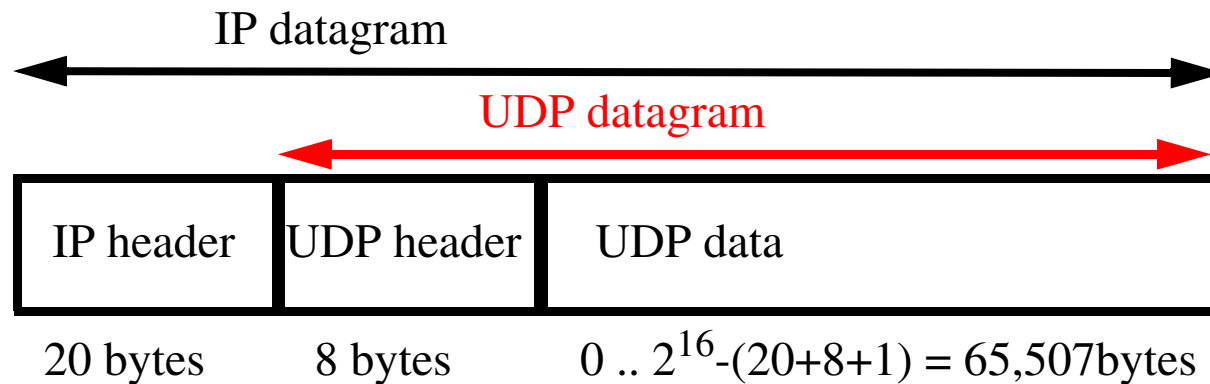 IP datagram
UDP datagram
IP header UDP header UDP data
20 bytes 8 bytes 0 .. 2^16-(20+8+1) = 65,507bytes